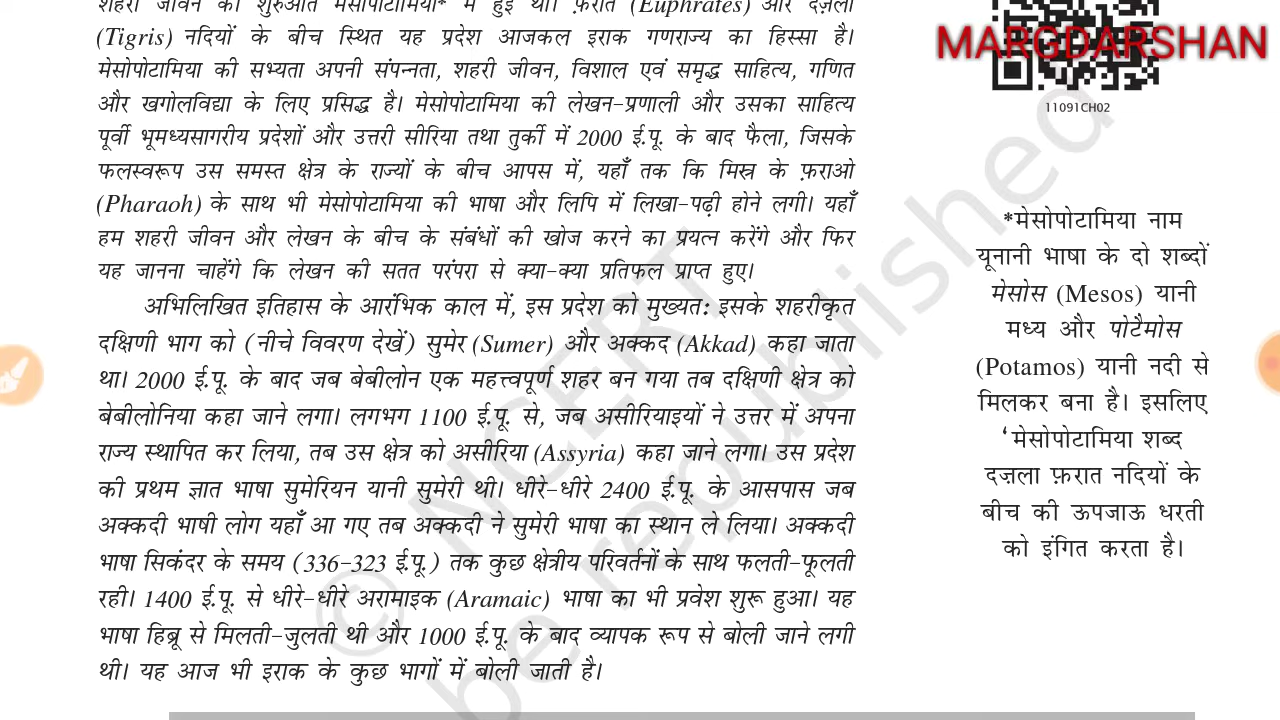 शहरी जीवन की शुरुआत मेसोपोटामिया* में हुई थी। फ़रात (Euphrates) और दज़ला
(Tigris) नदियों के बीच स्थित यह प्रदेश आजकल इराक गणराज्य का हिस्सा है।
मेसोपोटामिया की सभ्यता अपनी संपन्नता, शहरी जीवन, विशाल एवं समृद्ध साहित्य, गणित
और खगोलविद्या के लिए प्रसिद्ध है। मेसोपोटामिया की लेखन-प्रणाली और उसका साहित्य
पूर्वी भूमध्यसागरीय प्रदेशों और उत्तरी सीरिया तथा तुर्की में 2000 ई.पू. के बाद फैला, जिसके
फलस्वरूप उस समस्त क्षेत्र के राज्यों के बीच आपस में, यहाँ तक कि मिस्र के फ़राओ
(Pharaoh) के साथ भी मेसोपोटामिया की भाषा और लिपि में लिखा-पढ़ी होने लगी। यहाँ
हम शहरी जीवन और लेखन के बीच के संबंधों की खोज करने का प्रयत्न करेंगे और फिर
यह जानना चाहेंगे कि लेखन की सतत परंपरा से क्या-क्या प्रतिफल प्राप्त हुए।
अभिलिखित इतिहास के आरंभिक काल में, इस प्रदेश को मुख्यत: इसके शहरीकृत
दक्षिणी भाग को (नीचे विवरण देखें) सुमेर (Sumer) और अक्कद (Akkad) कहा जाता
था। 2000 ई.पू. के बाद जब बेबीलोन एक महत्त्वपूर्ण शहर बन गया तब दक्षिणी क्षेत्र को
बेबीलोनिया कहा जाने लगा। लगभग 1100 ई.पू. से, जब असीरियाइयों ने उत्तर में अपना
राज्य स्थापित कर लिया, तब उस क्षेत्र को असीरिया (Assyria) कहा जाने लगा। उस प्रदेश
की प्रथम ज्ञात भाषा सुमेरियन यानी सुमेरी थी। धीरे-धीरे 2400 ई.पू. के आसपास जब
अक्कदी भाषी लोग यहाँ आ गए तब अक्कदी ने सुमेरी भाषा का स्थान ले लिया। अक्कदी
भाषा सिकंदर के समय (336-323 ई.पू.) तक कुछ क्षेत्रीय परिवर्तनों के साथ फलती-फूलती
रही। 1400 ई.पू. से धीरे-धीरे अरामाइक (Aramaic) भाषा का भी प्रवेश शुरू हुआ। यह
भाषा हिब्रू से मिलती-जुलती थी और 1000 ई.पू. के बाद व्यापक रूप से बोली जाने लगी
थी। यह आज भी इराक के कुछ भागों में बोली जाती है।
MARGDARSHAN
11091CH02
*मेसोपोटामिया नाम
यूनानी भाषा के दो शब्दों
मेसोस (Mesos) यानी
मध्य और पोटैमोस
(Potamos) यानी नदी से
मिलकर बना है। इसलिए
‘मेसोपोटामिया शब्द
दज़ला फ़रात नदियों के
बीच की ऊपजाऊ धरती
को इंगित करता है।
© NCERT
be republished